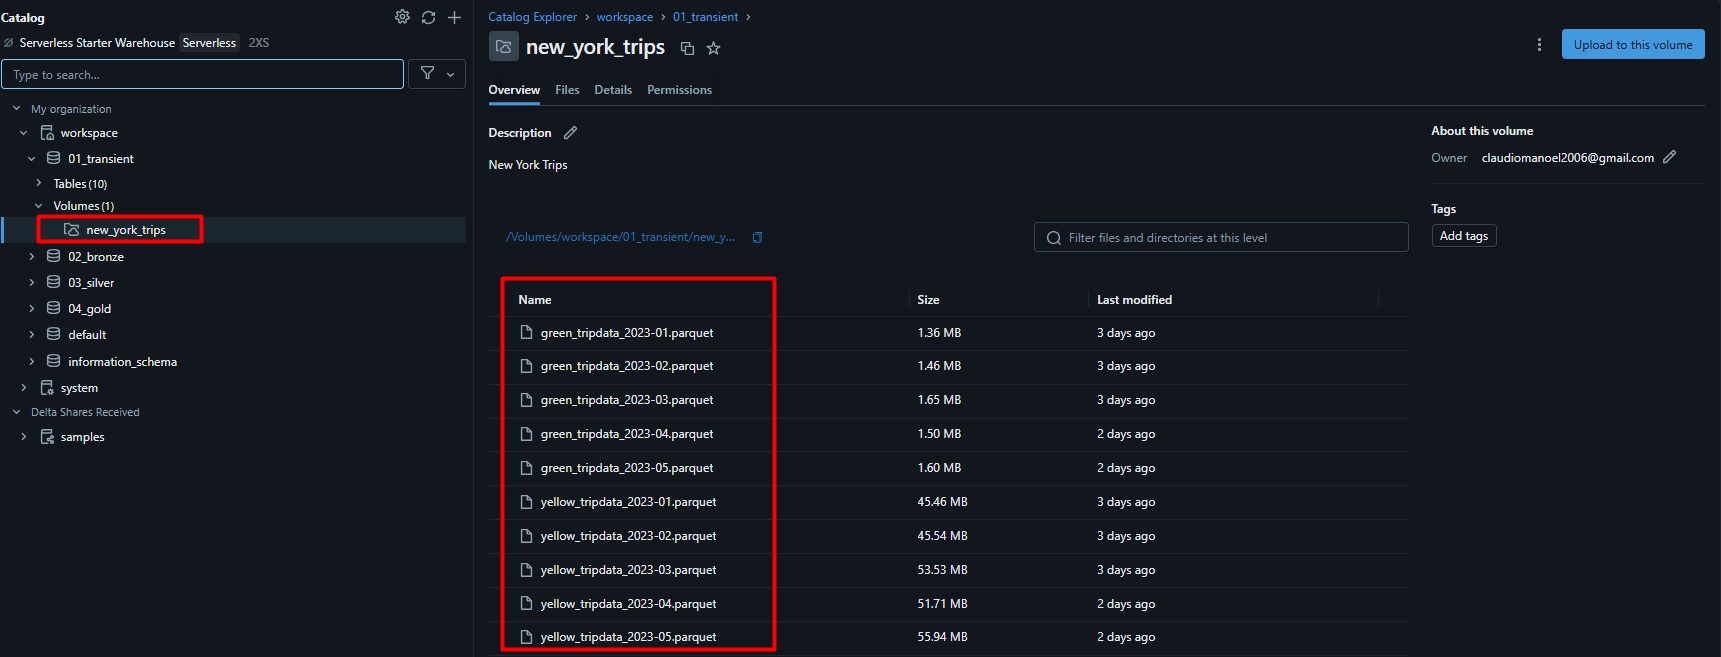 Catalog
Serverless Starter Warehouse Serverless 2XS
Type to search...
My organization
workspace
01_transient
Tables (10)
Volumes (1)
new_york_trips
02_bronze
03_silver
04_gold
default
information_schema
system
Delta Shares Received
samples
Catalog Explorer > workspace > 01_transient >
new_york_trips
Upload to this volume
Overview Files Details Permissions
Description
New York Trips
/Volumes/workspace/01_transient/new_y...
Filter files and directories at this level
Name Size Last modified
green_tripdata_2023-01.parquet 1.36 MB 3 days ago
green_tripdata_2023-02.parquet 1.46 MB 3 days ago
green_tripdata_2023-03.parquet 1.65 MB 3 days ago
green_tripdata_2023-04.parquet 1.50 MB 2 days ago
green_tripdata_2023-05.parquet 1.60 MB 2 days ago
yellow_tripdata_2023-01.parquet 45.46 MB 3 days ago
yellow_tripdata_2023-02.parquet 45.54 MB 3 days ago
yellow_tripdata_2023-03.parquet 53.53 MB 3 days ago
yellow_tripdata_2023-04.parquet 51.71 MB 2 days ago
yellow_tripdata_2023-05.parquet 55.94 MB 2 days ago
About this volume
Owner claudiomanoel2006@gmail.com
Tags
Add tags